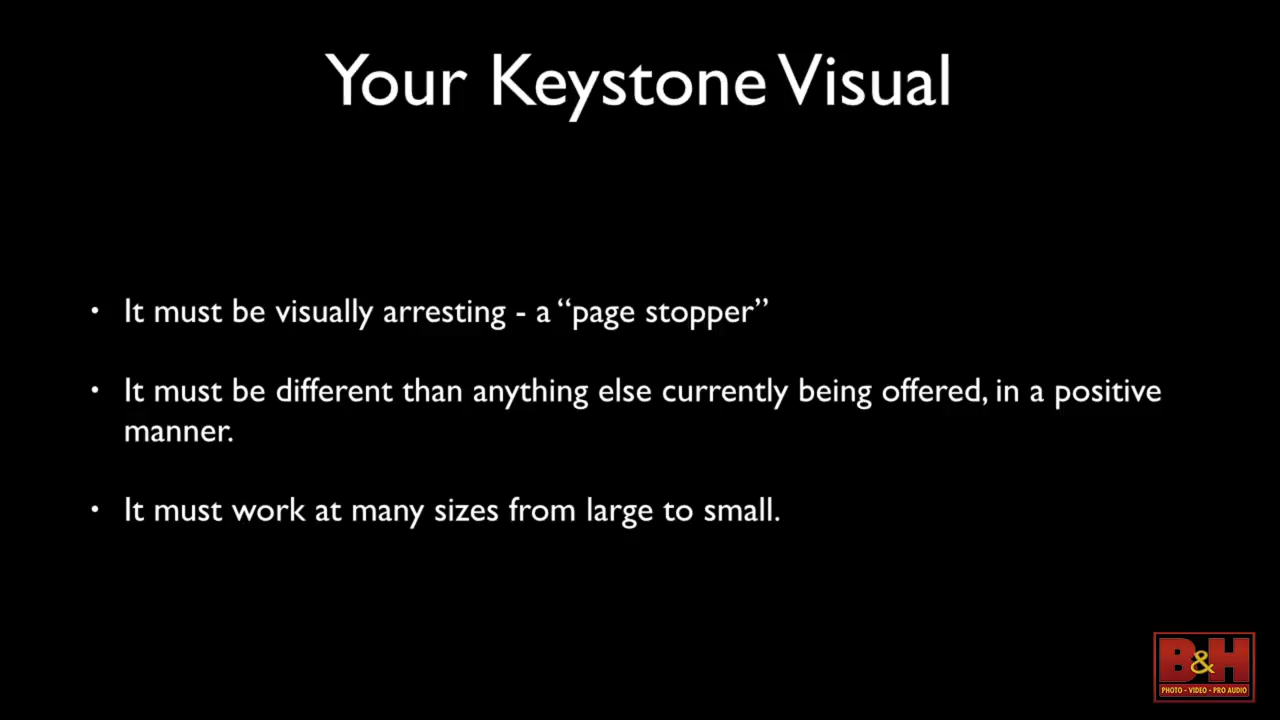 Your Keystone Visual
• It must be visually arresting - a “page stopper”
• It must be different than anything else currently being offered, in a positive
manner.
• It must work at many sizes from large to small.
B&H
PHOTO - VIDEO - PRO AUDIO